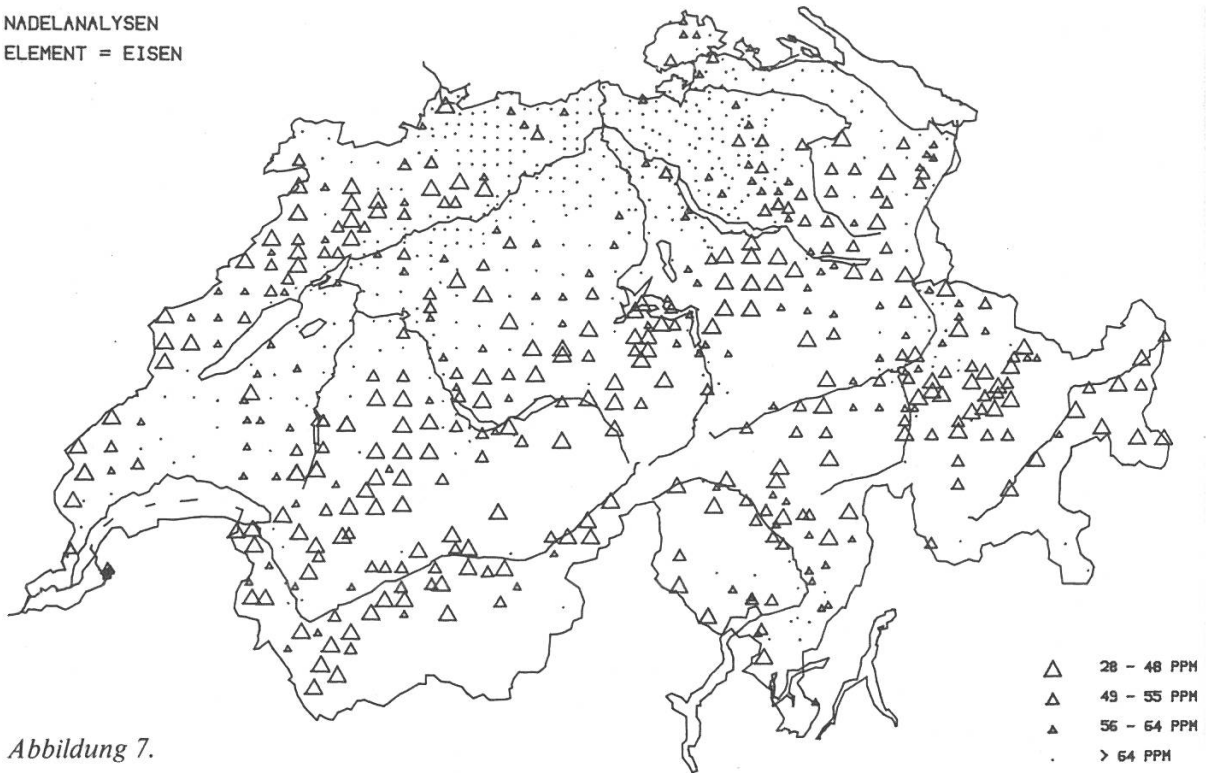 NADELANALYSEN
ELEMENT = EISEN
28 - 48 PPM
49 - 55 PPM
56 - 64 PPM
> 64 PPM
Abbildung 7.